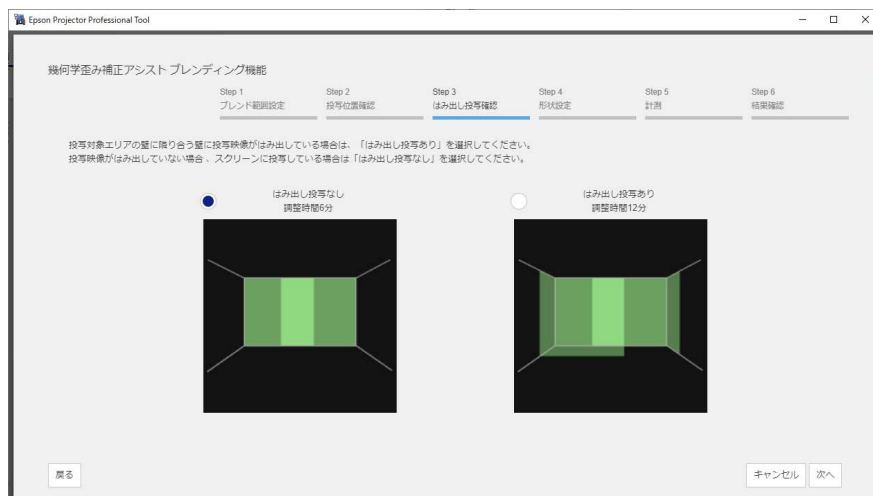 Epson Projector Professional Tool
幾何学歪み補正アシスト ブレンディング機能
Step 1
ブレンド範囲設定
Step 2
投写位置確認
Step 3
はみ出し投写確認
Step 4
形状設定
Step 5
計測
Step 6
結果確認
投写対象エリアの壁に隣り合う壁に投写映像がはみ出している場合は、「はみ出し投写あり」を選択してください。
投写映像がはみ出していない場合、スクリーンに投写している場合は「はみ出し投写なし」を選択してください。
はみ出し投写なし
調整時間6分
はみ出し投写あり
調整時間12分
戻る
キャンセル
次へ